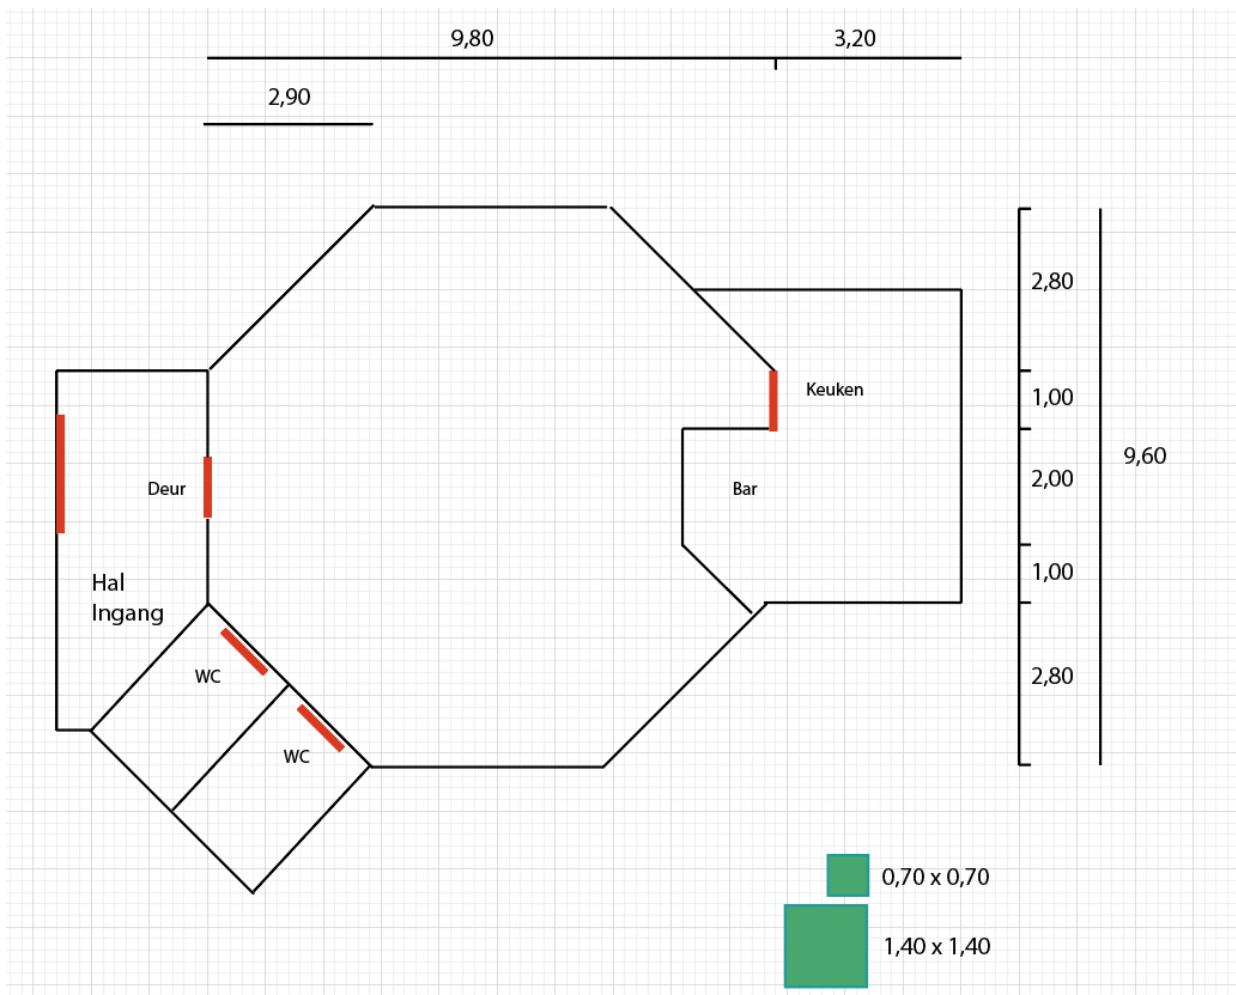 9,80
3,20
2,90
2,80
1,00
Keuken
9,60
2,00
Deur
Bar
1,00
Hal
Ingang
WC
2,80
WC
0,70 x 0,70
1,40 x 1,40